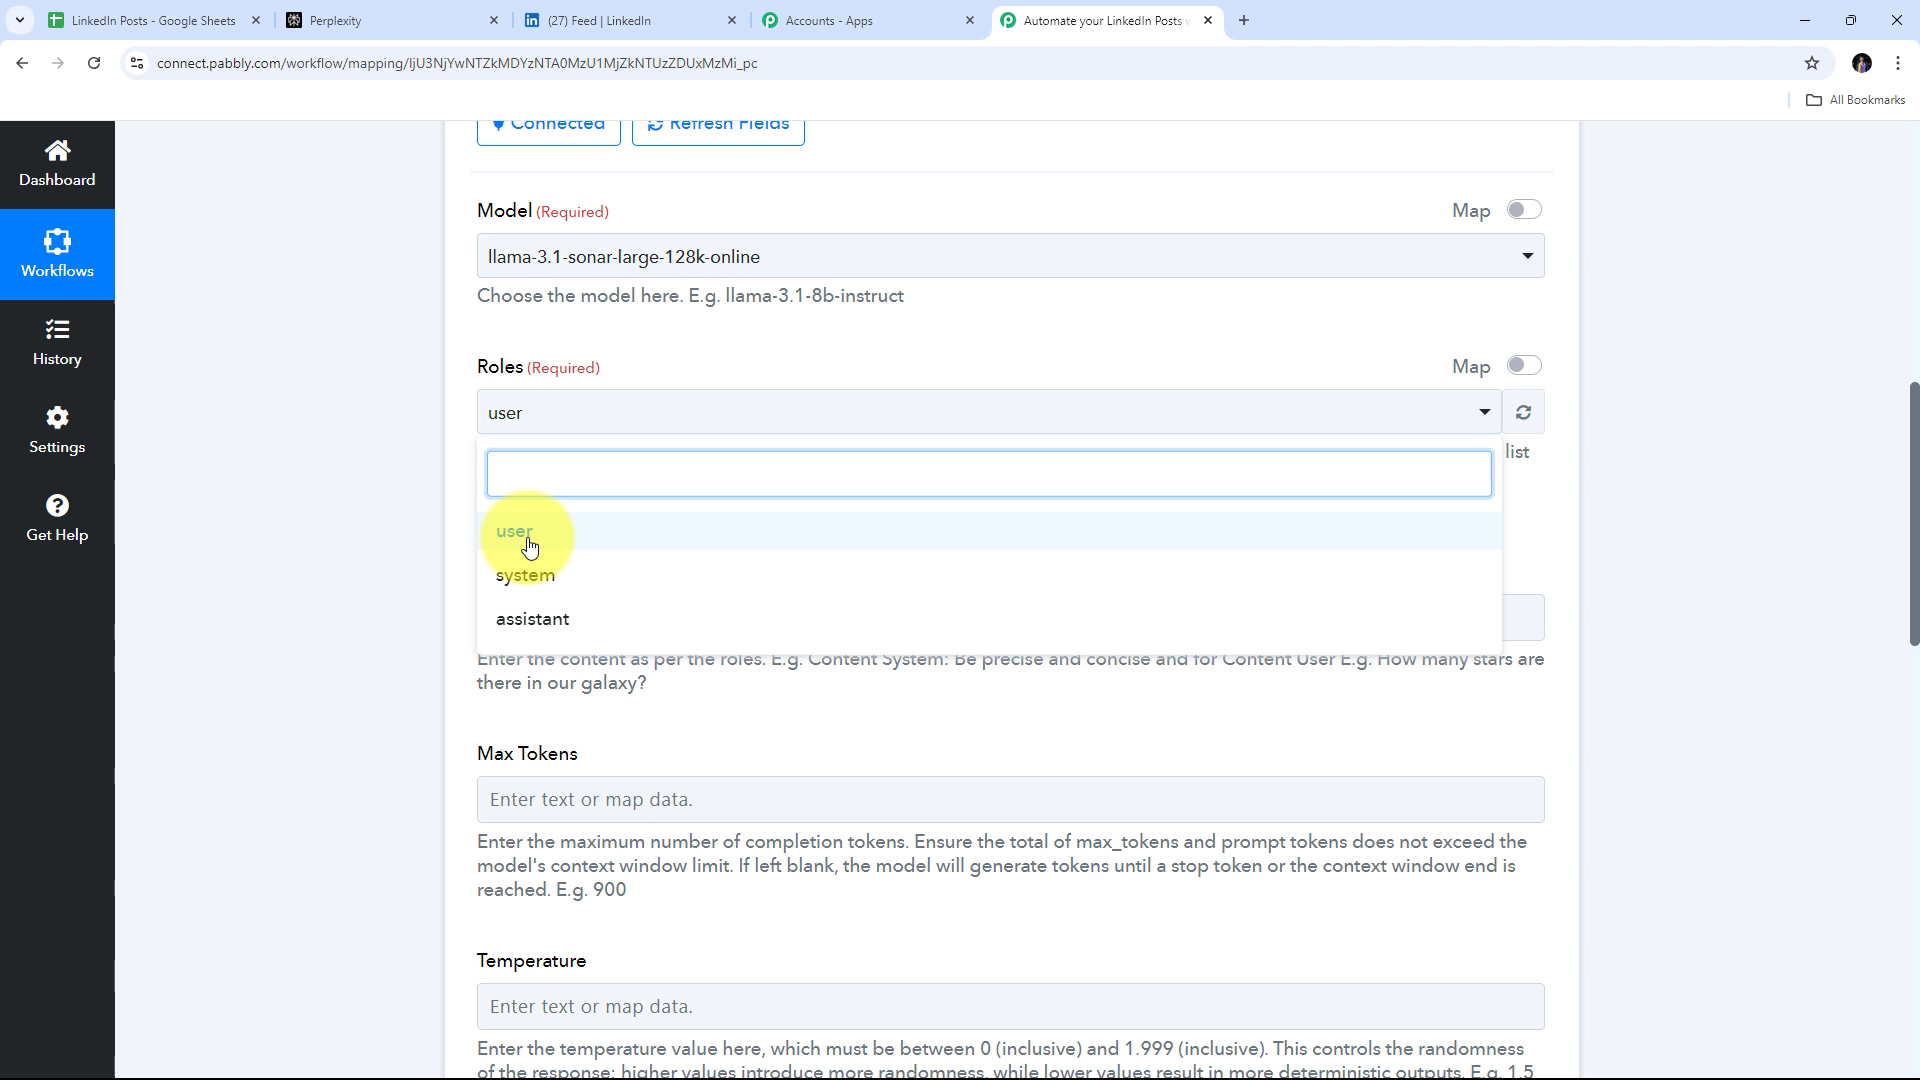 LinkedIn Posts - Google Sheets
Perplexity
(27) Feed | LinkedIn
Accounts - Apps
Automate your LinkedIn Posts
connect.pabbly.com/workflow/mapping/IjU3NjYwNTZkMDYzNTA0MzU1MjZkNTUzZDUxMzMi_pc
All Bookmarks
Dashboard
Workflows
History
Settings
Get Help
Connected
Refresh Fields
Model (Required)
Map
llama-3.1-sonar-large-128k-online
Choose the model here. E.g. llama-3.1-8b-instruct
Roles (Required)
Map
user
list
user
system
assistant
Enter the content as per the roles. E.g. Content System: Be precise and concise and for Content User E.g. How many stars are
there in our galaxy?
Max Tokens
Enter text or map data.
Enter the maximum number of completion tokens. Ensure the total of max_tokens and prompt tokens does not exceed the
model's context window limit. If left blank, the model will generate tokens until a stop token or the context window end is
reached. E.g. 900
Temperature
Enter text or map data.
Enter the temperature value here, which must be between 0 (inclusive) and 1.999 (inclusive). This controls the randomness
of the response: higher values introduce more randomness, while lower values result in more deterministic outputs. E.g. 1.5